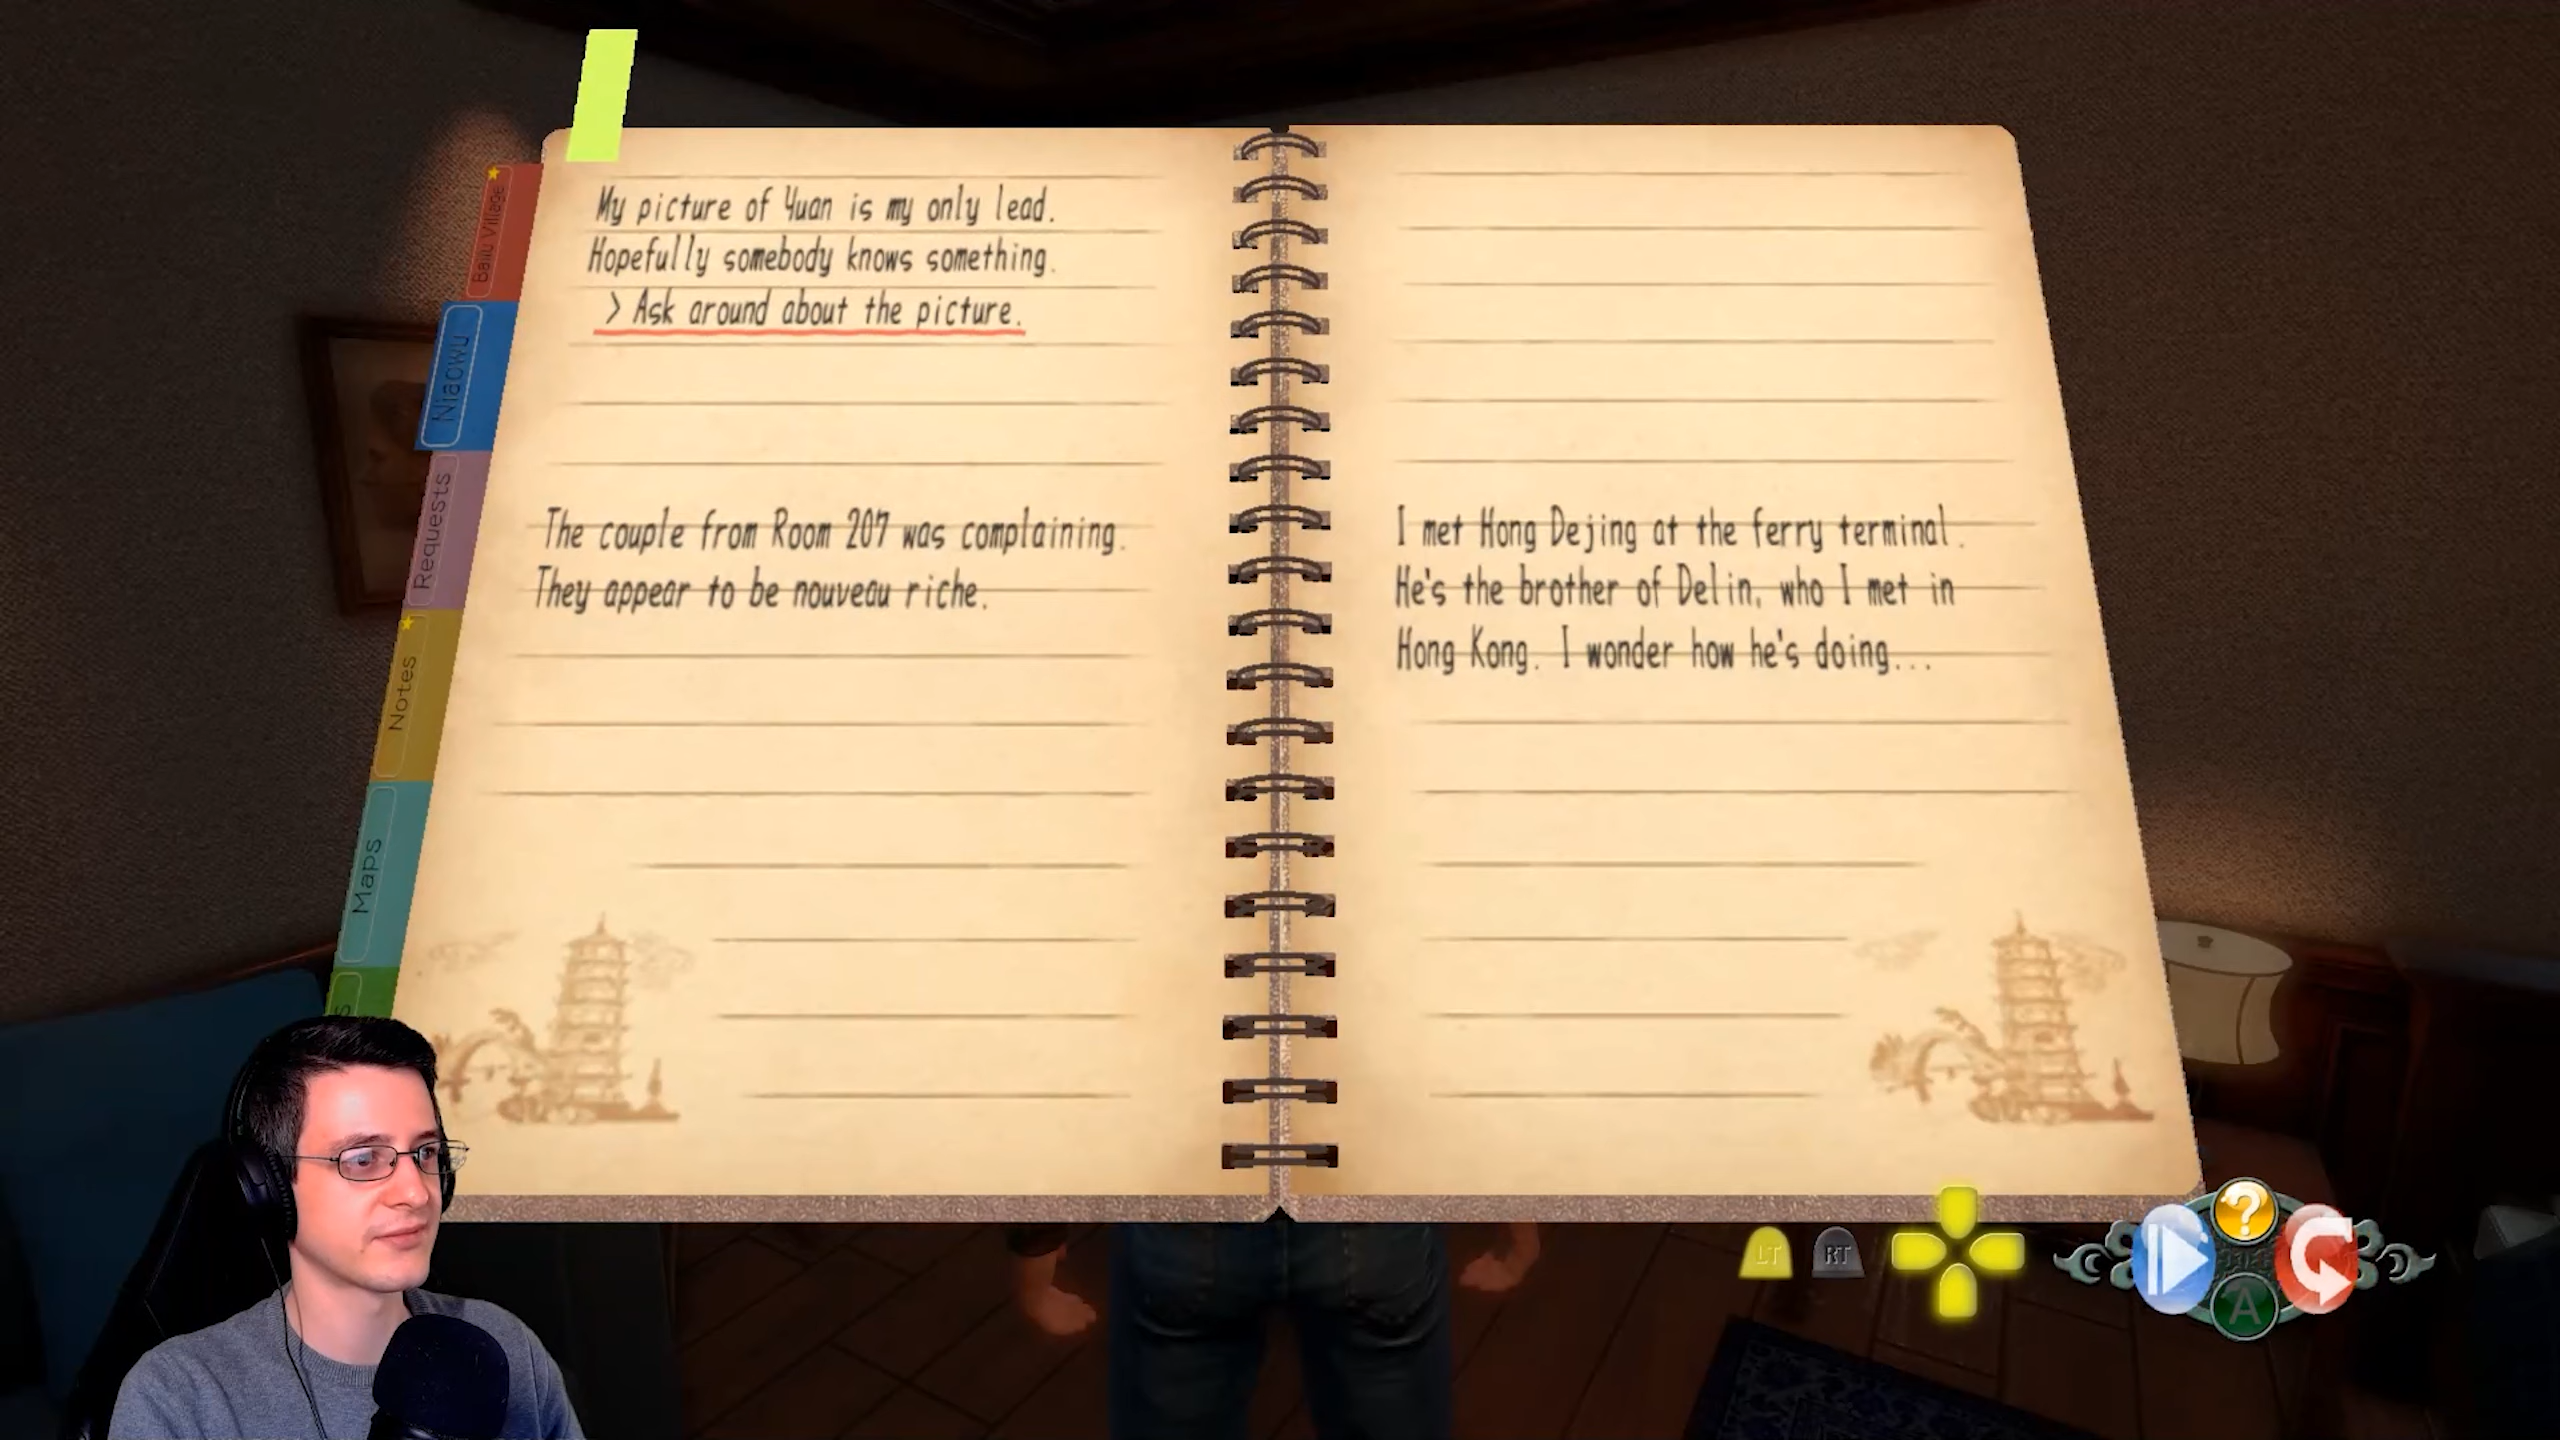 My picture of Yuan is my only lead.
Hopefully somebody knows something.
> Ask around about the picture.
The couple from Room 207 was complaining.
They appear to be nouveau riche.
I met Hong Dejing at the ferry terminal.
He's the brother of Delin, who I met in
Hong Kong. I wonder how he's doing...
Bailu Village
Niaowu
Requests
Notes
Maps
LT
RT
?
A